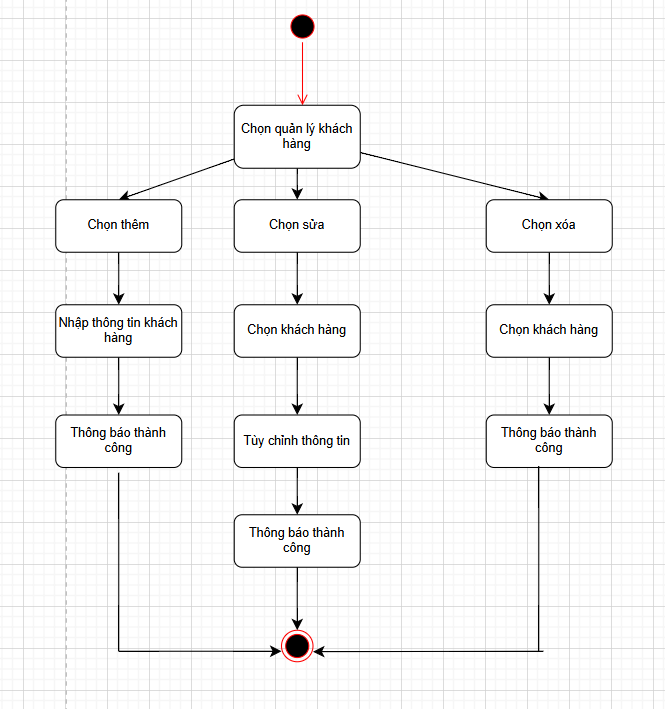 Chọn quản lý khách
hàng
Chọn thêm
Chọn sửa
Chọn xóa
Nhập thông tin khách
hàng
Chọn khách hàng
Chọn khách hàng
Thông báo thành
công
Tùy chỉnh thông tin
Thông báo thành
công
Thông báo thành
công